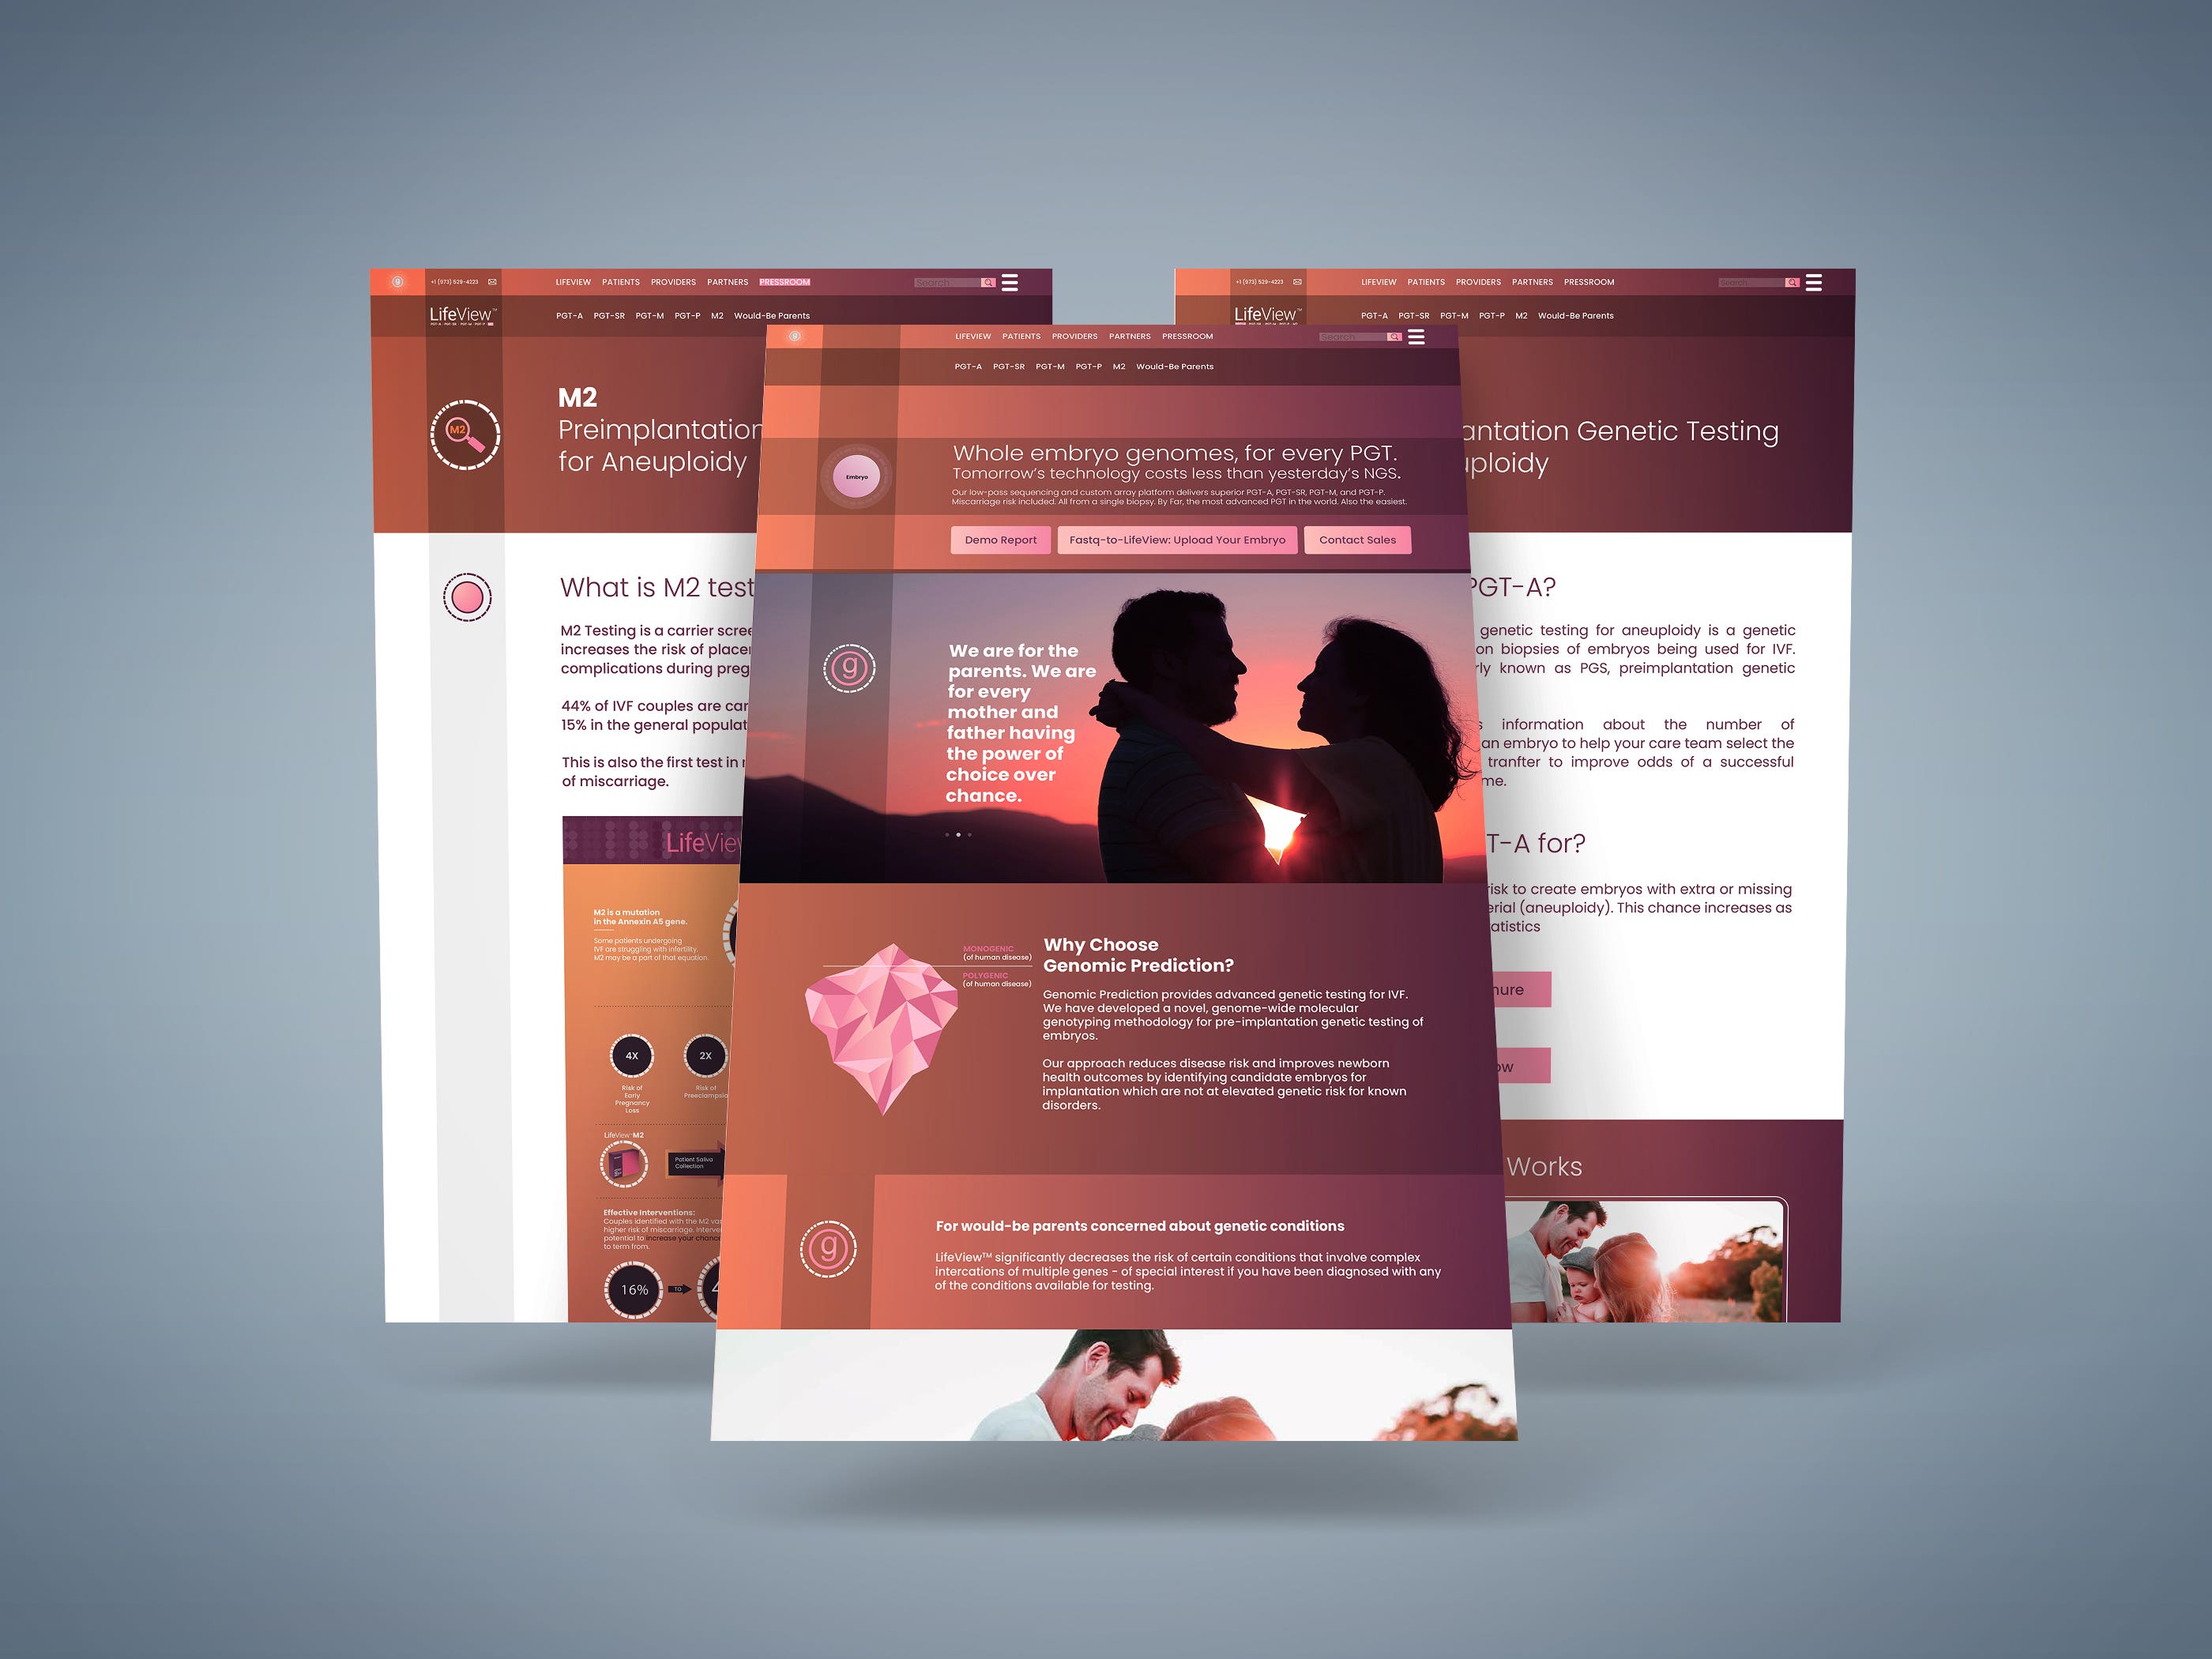 +1 (973) 529-4223
LIFEVIEW PATIENTS PROVIDERS PARTNERS PRESSROOM
Search
LifeView™
PGT-A PGT-SR PGT-M PGT-P M2 Would-Be Parents
M2
M2
Preimplantation
for Aneuploidy
What is M2 test
M2 Testing is a carrier scree
increases the risk of placen
complications during preg
44% of IVF couples are car
15% in the general populat
This is also the first test in
of miscarriage.
LifeView
M2 is a mutation
in the Annexin A5 gene.
Some patients undergoing
IVF are struggling with infertility.
M2 may be a part of that equation.
4X
2X
Risk of
Early
Pregnancy
Loss
Risk of
Preeclampsia
LifeView™ M2
Patient Saliva
Collection
Effective Interventions:
Couples identified with the M2 var
higher risk of miscarriage. Interve
potential to increase your chance
to term from.
16%
TO
g
LIFEVIEW PATIENTS PROVIDERS PARTNERS PRESSROOM
Search
PGT-A PGT-SR PGT-M PGT-P M2 Would-Be Parents
Embryo
Whole embryo genomes, for every PGT.
Tomorrow's technology costs less than yesterday's NGS.
Our low-pass sequencing and custom array platform delivers superior PGT-A, PGT-SR, PGT-M, and PGT-P.
Miscarriage risk included. All from a single biopsy. By Far, the most advanced PGT in the world. Also the easiest.
Demo Report
Fastq-to-LifeView: Upload Your Embryo
Contact Sales
g
We are for the
parents. We are
for every
mother and
father having
the power of
choice over
chance.
MONOGENIC
(of human disease)
POLYGENIC
(of human disease)
Why Choose
Genomic Prediction?
Genomic Prediction provides advanced genetic testing for IVF.
We have developed a novel, genome-wide molecular
genotyping methodology for pre-implantation genetic testing of
embryos.
Our approach reduces disease risk and improves newborn
health outcomes by identifying candidate embryos for
implantation which are not at elevated genetic risk for known
disorders.
g
For would-be parents concerned about genetic conditions
LifeView™ significantly decreases the risk of certain conditions that involve complex
intercations of multiple genes - of special interest if you have been diagnosed with any
of the conditions available for testing.
+1 (973) 529-4223
LIFEVIEW PATIENTS PROVIDERS PARTNERS PRESSROOM
LifeView™
PGT-A PGT-SR PGT-M PGT-P M2 Would-Be Parents
antation Genetic Testing
uploidy
PGT-A?
genetic testing for aneuploidy is a genetic
on biopsies of embryos being used for IVF.
rly known as PGS, preimplantation genetic
s information about the number of
an embryo to help your care team select the
tranfter to improve odds of a successful
me.
T-A for?
risk to create embryos with extra or missing
erial (aneuploidy). This chance increases as
atistics
hure
ow
Works